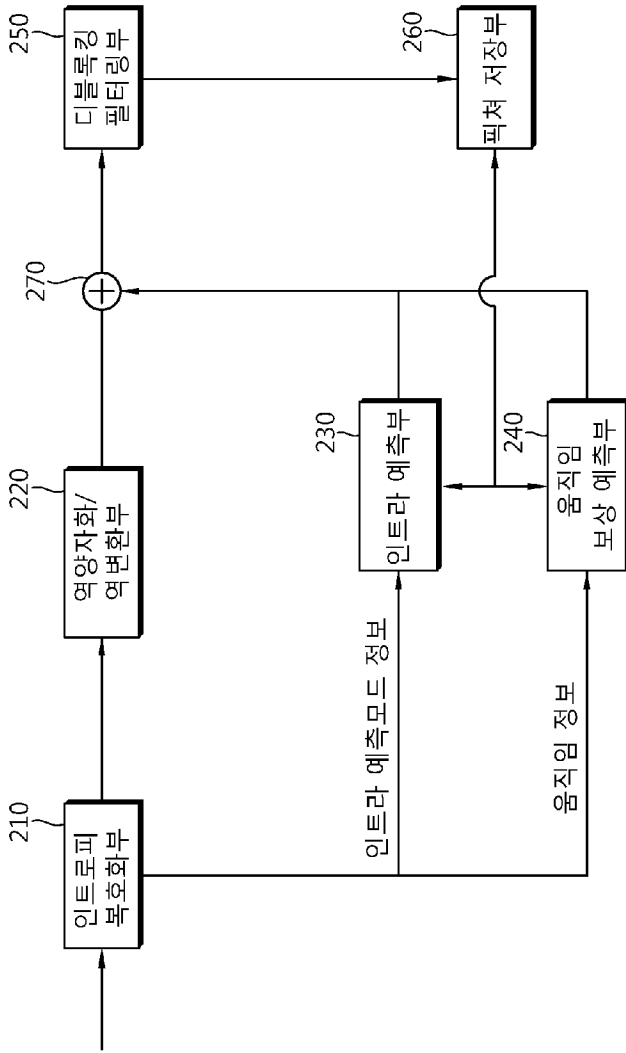 210
인트로피
복호화부
220
역양자화/
역변환부
270
+
250
디블록킹
필터링부
인트라 예측모드 정보
230
인트라 예측부
움직임 정보
240
움직임
보상 예측부
260
픽쳐 저장부